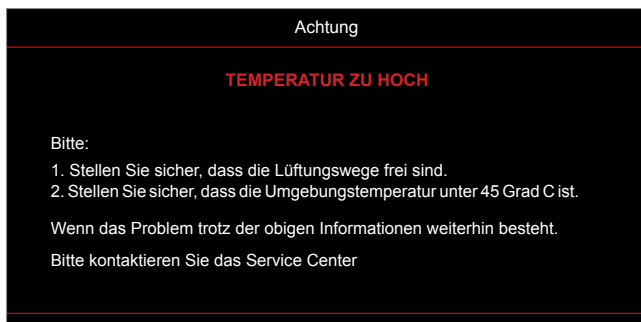 Achtung
TEMPERATUR ZU HOCH
Bitte:
1. Stellen Sie sicher, dass die Lüftungswege frei sind.
2. Stellen Sie sicher, dass die Umgebungstemperatur unter 45 Grad C ist.
Wenn das Problem trotz der obigen Informationen weiterhin besteht.
Bitte kontaktieren Sie das Service Center